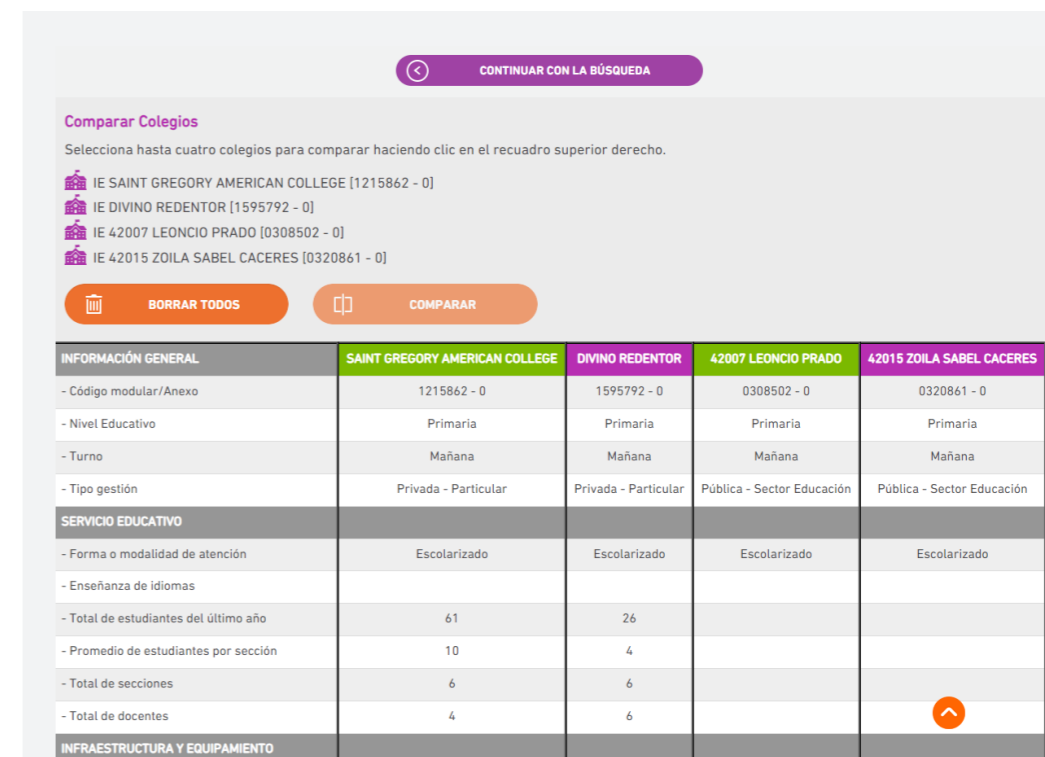 CONTINUAR CON LA BÚSQUEDA
Comparar Colegios
Selecciona hasta cuatro colegios para comparar haciendo clic en el recuadro superior derecho.
IE SAINT GREGORY AMERICAN COLLEGE [1215862 - 0]
IE DIVINO REDENTOR [1595792 - 0]
IE 42007 LEONCIO PRADO [0308502 - 0]
IE 42015 ZOILA SABEL CACERES [0320861 - 0]
BORRAR TODOS COMPARAR
INFORMACIÓN GENERAL SAINT GREGORY AMERICAN COLLEGE DIVINO REDENTOR 42007 LEONCIO PRADO 42015 ZOILA SABEL CACERES
- Código modular/Anexo 1215862 - 0 1595792 - 0 0308502 - 0 0320861 - 0
- Nivel Educativo Primaria Primaria Primaria Primaria
- Turno Mañana Mañana Mañana Mañana
- Tipo gestión Privada - Particular Privada - Particular Pública - Sector Educación Pública - Sector Educación
SERVICIO EDUCATIVO
- Forma o modalidad de atención Escolarizado Escolarizado Escolarizado Escolarizado
- Enseñanza de idiomas
- Total de estudiantes del último año 61 26
- Promedio de estudiantes por sección 10 4
- Total de secciones 6 6
- Total de docentes 4 6
INFRAESTRUCTURA Y EQUIPAMIENTO